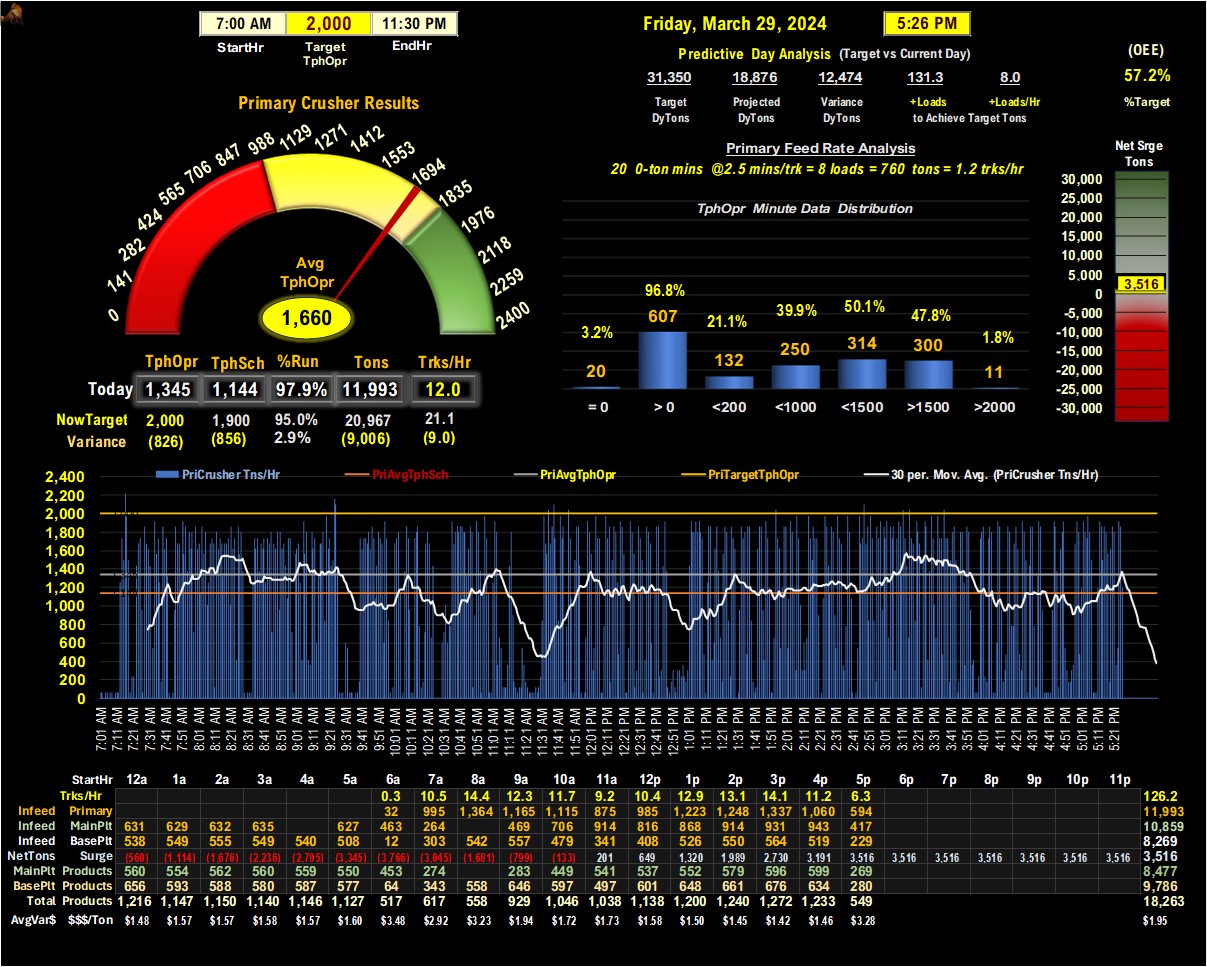 7:00 AM 2,000 11:30 PM
StartHr Target TphOpr EndHr
Friday, March 29, 2024 5:26 PM
Predictive Day Analysis (Target vs Current Day)
31,350 18,876 12,474 131.3 8.0
Target Projected Variance +Loads +Loads/Hr
DyTons DyTons DyTons to Achieve Target Tons
(OEE)
57.2%
%Target
Primary Crusher Results
0 141 282 424 565 706 847 988 1129 1271 1412 1553 1694 1835 1976 2118 2259 2400
Avg
TphOpr
1,660
TphOpr TphSch %Run Tons Trks/Hr
Today 1,345 1,144 97.9% 11,993 12.0
NowTarget 2,000 1,900 95.0% 20,967 21.1
Variance (826) (856) 2.9% (9,006) (9.0)
Primary Feed Rate Analysis
20 0-ton mins @2.5 mins/trk = 8 loads = 760 tons = 1.2 trks/hr
TphOpr Minute Data Distribution
3.2% 96.8% 21.1% 39.9% 50.1% 47.8% 1.8%
20 607 132 250 314 300 11
= 0 > 0 <200 <1000 <1500 >1500 >2000
Net Srge
Tons
30,000
25,000
20,000
15,000
10,000
5,000
3,516
0
-5,000
-10,000
-15,000
-20,000
-25,000
-30,000
PriCrusher Tns/Hr PriAvgTphSch PriAvgTphOpr PriTargetTphOpr 30 per. Mov. Avg. (PriCrusher Tns/Hr)
2,400
2,200
2,000
1,800
1,600
1,400
1,200
1,000
800
600
400
200
0
7:01 AM 7:11 AM 7:31 AM 7:51 AM 8:01 AM 8:11 AM 8:21 AM 8:31 AM 8:41 AM 8:51 AM 9:01 AM 9:11 AM 9:21 AM 9:31 AM 9:41 AM 9:51 AM 10:01 AM 10:11 AM 10:21 AM 10:31 AM 10:41 AM 10:51 AM 11:01 AM 11:11 AM 11:21 AM 11:31 AM 11:41 AM 11:51 AM 12:01 PM 12:11 PM 12:21 PM 12:31 PM 12:41 PM 12:51 PM 1:01 PM 1:11 PM 1:21 PM 1:31 PM 1:41 PM 1:51 PM 2:01 PM 2:11 PM 2:21 PM 2:31 PM 2:41 PM 2:51 PM 3:01 PM 3:11 PM 3:21 PM 3:31 PM 3:41 PM 3:51 PM 4:01 PM 4:11 PM 4:21 PM 4:31 PM 4:41 PM 4:51 PM 5:01 PM 5:11 PM 5:21 PM
StartHr 12a 1a 2a 3a 4a 5a 6a 7a 8a 9a 10a 11a 12p 1p 2p 3p 4p 5p 6p 7p 8p 9p 10p 11p
Trks/Hr 0.3 10.5 14.4 12.3 11.7 9.2 10.4 12.9 13.1 14.1 11.2 6.3 126.2
Infeed Primary 32 995 1,364 1,165 1,115 875 985 1,223 1,248 1,337 1,060 594 11,993
Infeed MainPlt 631 629 632 635 627 463 264 469 706 914 816 868 914 931 943 417 10,859
Infeed BasePlt 538 549 555 549 540 508 12 303 542 557 479 341 408 526 550 564 519 229 8,269
NetTons Surge (560) (1,114) (1,676) (2,236) (2,795) (3,345) (3,766) (3,045) (1,681) (799) (133) 201 649 1,320 1,989 2,730 3,191 3,516 3,516 3,516 3,516 3,516 3,516 3,516 3,516
MainPlt Products 560 554 562 560 559 550 453 274 283 449 541 537 552 579 596 599 269 8,477
BasePlt Products 656 593 588 580 587 577 64 343 558 646 597 497 601 648 661 676 634 280 9,786
Total Products 1,216 1,147 1,150 1,140 1,146 1,127 517 617 558 929 1,046 1,038 1,138 1,200 1,240 1,272 1,233 549 18,263
AvgVar$ $$$/Ton $1.48 $1.57 $1.57 $1.58 $1.57 $1.60 $3.48 $2.92 $3.23 $1.94 $1.72 $1.73 $1.58 $1.50 $1.45 $1.42 $1.46 $3.28 $1.95